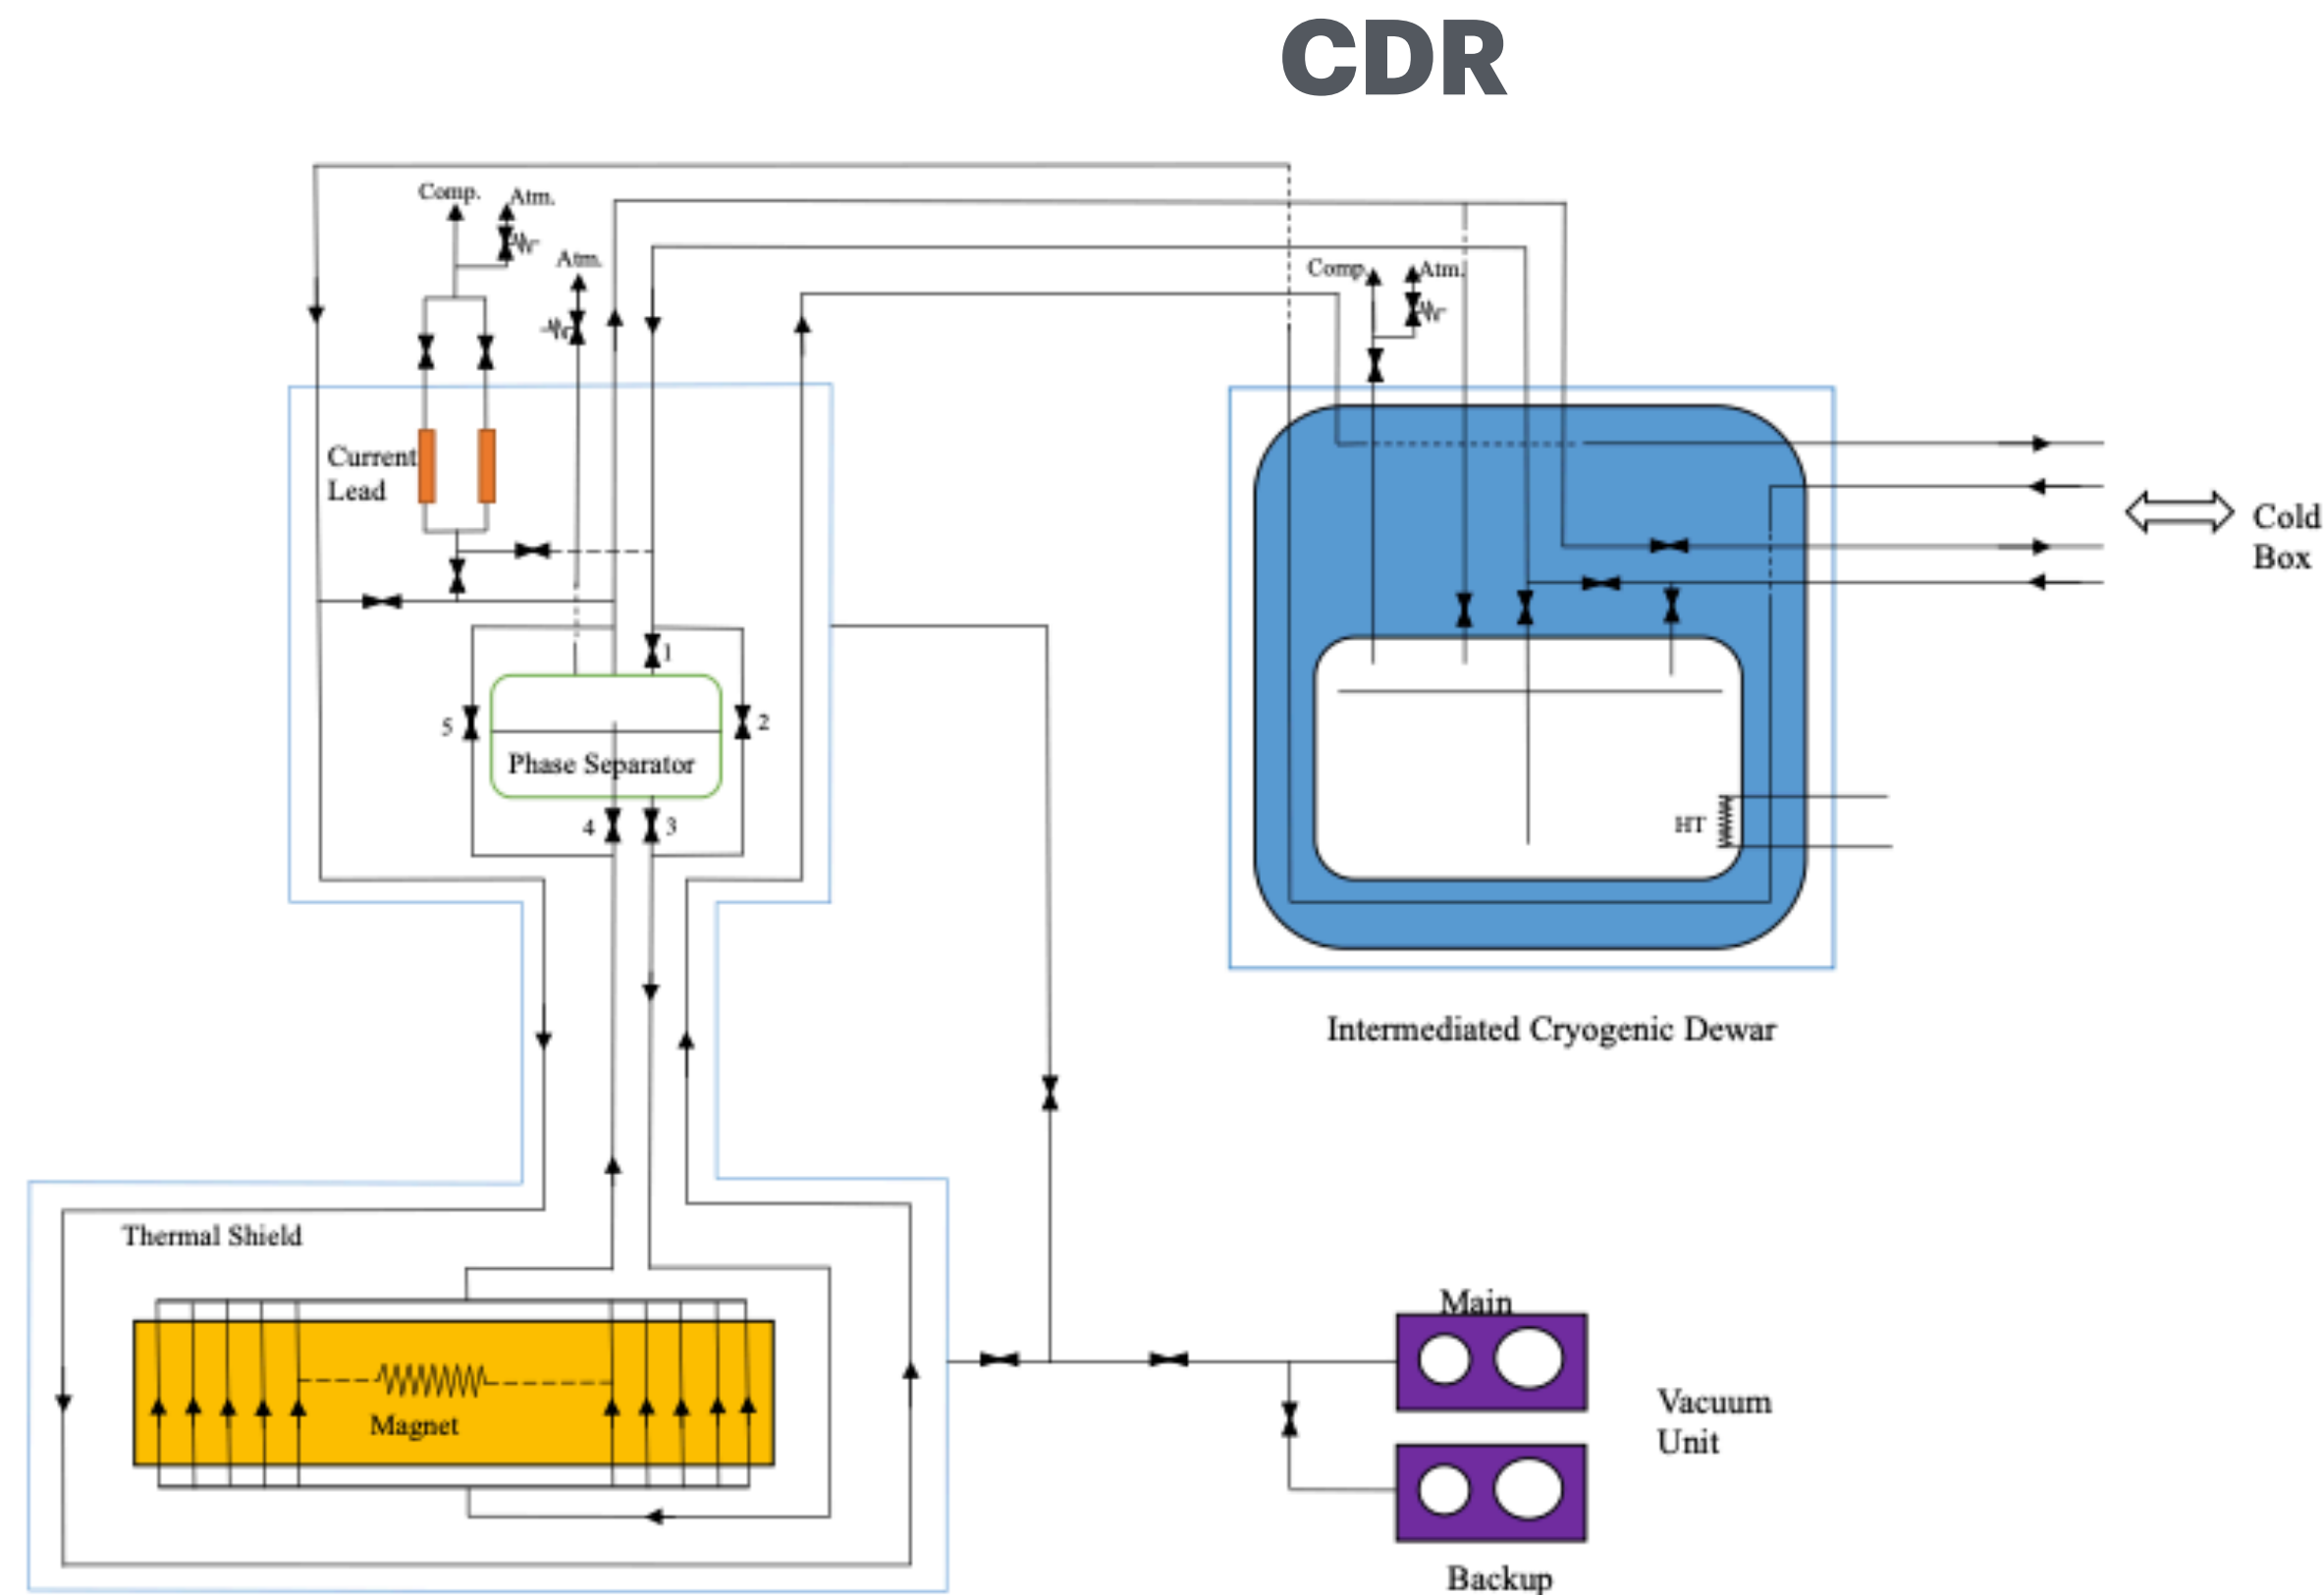 CDR
Comp.
Atm.
Atm.
Comp.
Atm.
Current
Lead
Cold
Box
1
5
2
Phase Separator
4
3
HT
Intermediated Cryogenic Dewar
Thermal Shield
Main
Magnet
Vacuum
Unit
Backup